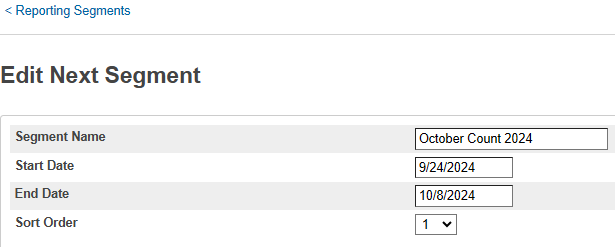 < Reporting Segments
Edit Next Segment
Segment Name October Count 2024
Start Date 9/24/2024
End Date 10/8/2024
Sort Order 1